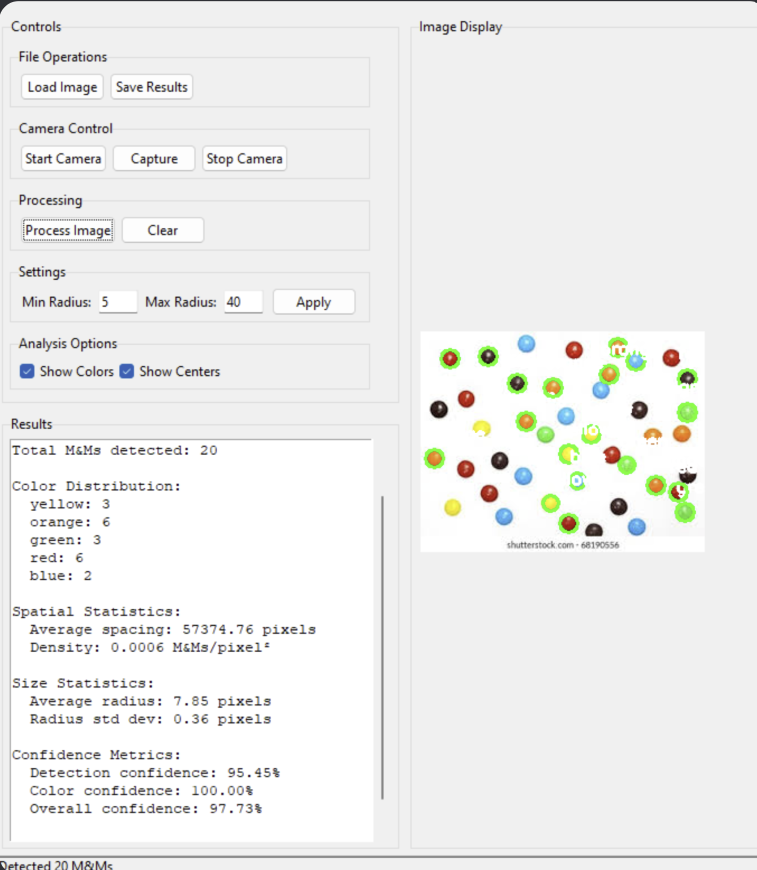 Controls
File Operations
Load Image Save Results
Camera Control
Start Camera Capture Stop Camera
Processing
Process Image Clear
Settings
Min Radius: 5 Max Radius: 40 Apply
Analysis Options
Show Colors Show Centers
Results
Total M&Ms detected: 20
Color Distribution:
yellow: 3
orange: 6
green: 3
red: 6
blue: 2
Spatial Statistics:
Average spacing: 57374.76 pixels
Density: 0.0006 M&Ms/pixel²
Size Statistics:
Average radius: 7.85 pixels
Radius std dev: 0.36 pixels
Confidence Metrics:
Detection confidence: 95.45%
Color confidence: 100.00%
Overall confidence: 97.73%
Detected 20 M&Ms
Image Display
shutterstock.com · 68190556